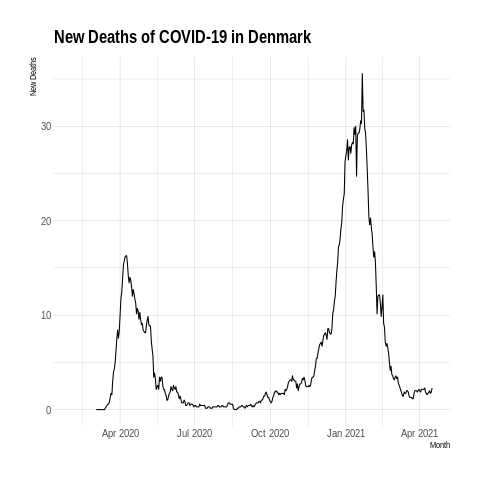 New Deaths of COVID-19 in Denmark
New Deaths
30
20
10
0
Apr 2020 Jul 2020 Oct 2020 Jan 2021 Apr 2021
Month